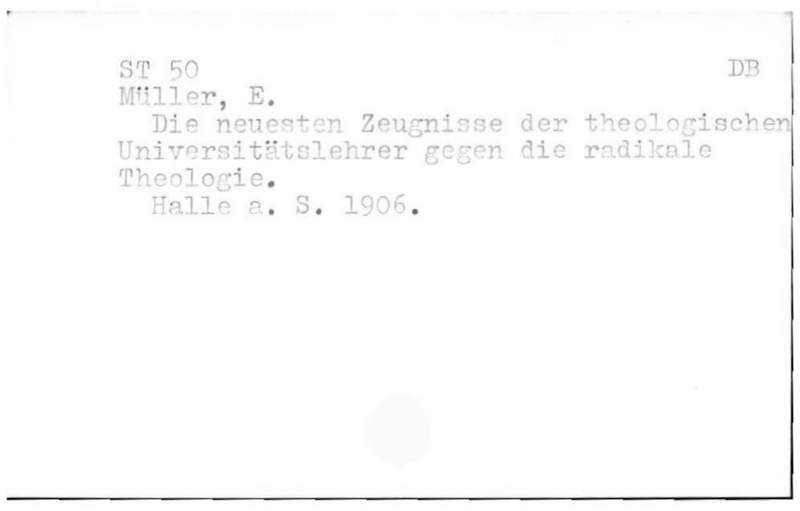 ST 50 DB
Müller, E.
Die neuesten Zeugnisse der theologischen
Universitätslehrer gegen die radikale
Theologie.
Halle a. S. 1906.